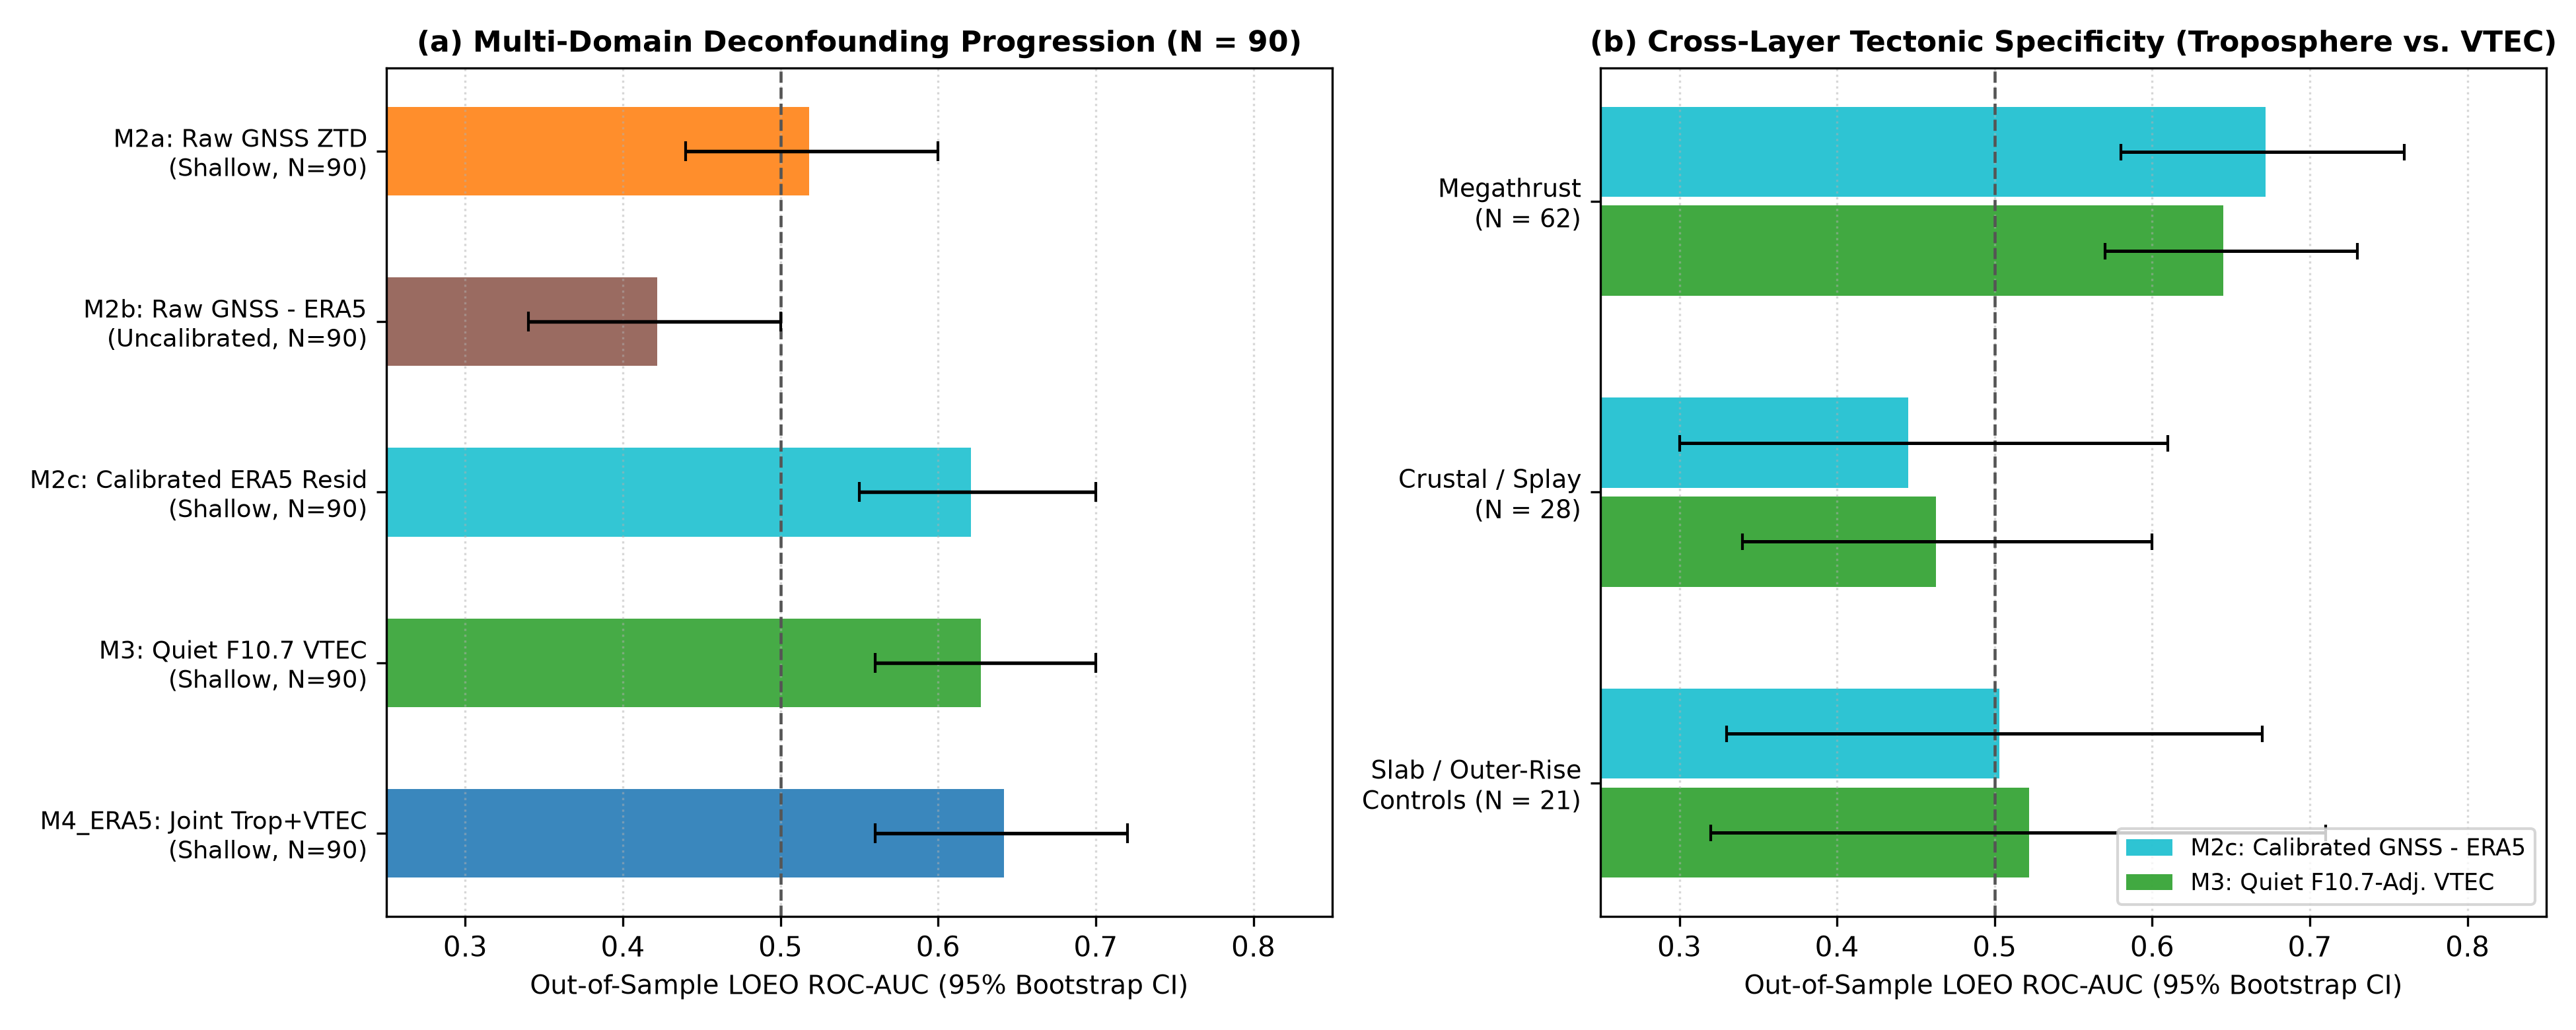 (a) Multi-Domain Deconfounding Progression (N = 90)
M2a: Raw GNSS ZTD
(Shallow, N=90)
M2b: Raw GNSS - ERA5
(Uncalibrated, N=90)
M2c: Calibrated ERA5 Resid
(Shallow, N=90)
M3: Quiet F10.7 VTEC
(Shallow, N=90)
M4_ERA5: Joint Trop+VTEC
(Shallow, N=90)
0.3 0.4 0.5 0.6 0.7 0.8
Out-of-Sample LOEO ROC-AUC (95% Bootstrap CI)
(b) Cross-Layer Tectonic Specificity (Troposphere vs. VTEC)
Megathrust
(N = 62)
Crustal / Splay
(N = 28)
Slab / Outer-Rise
Controls (N = 21)
M2c: Calibrated GNSS - ERA5
M3: Quiet F10.7-Adj. VTEC
0.3 0.4 0.5 0.6 0.7 0.8
Out-of-Sample LOEO ROC-AUC (95% Bootstrap CI)